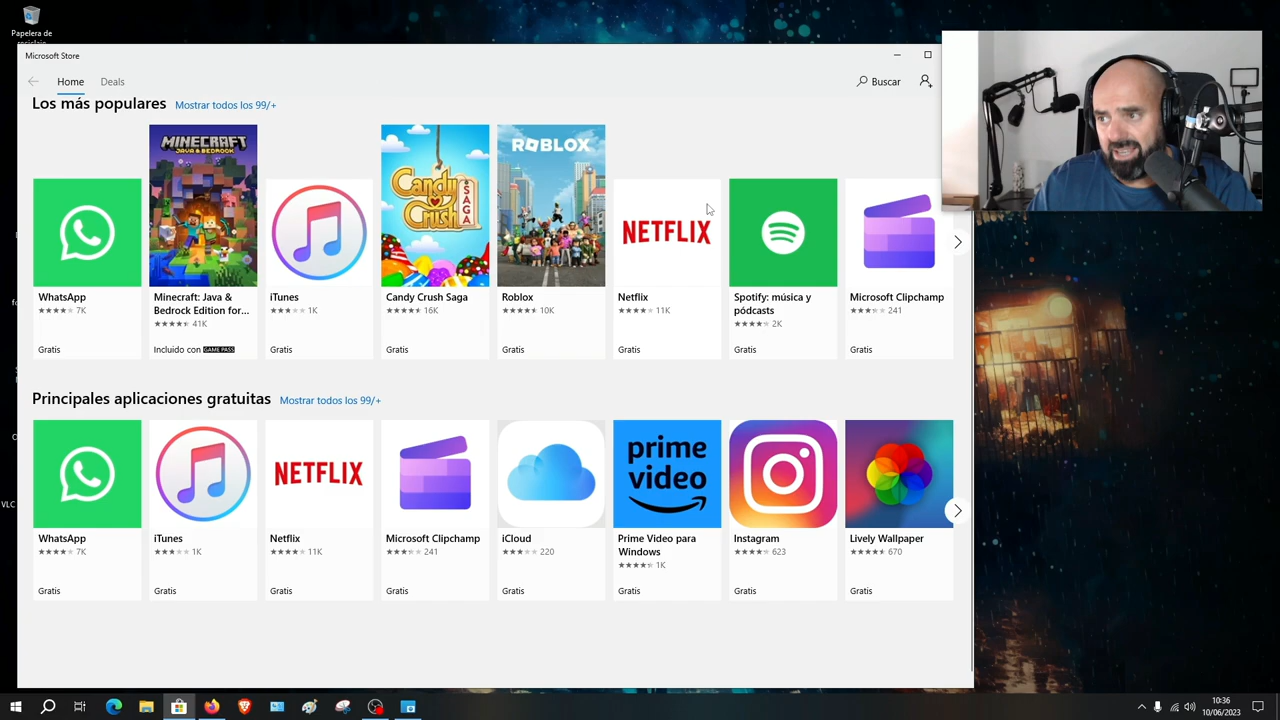 Papelera de
reciclaje
Microsoft Store
Home
Deals
Buscar
Los más populares
Mostrar todos los 99/+
MINECRAFT
JAVA & BEDROCK
Candy
Crush
SAGA
ROBLOX
NETFLIX
WhatsApp
7K
Gratis
Minecraft: Java &
Bedrock Edition for...
41K
Incluido con GAME PASS
iTunes
1K
Gratis
Candy Crush Saga
16K
Gratis
Roblox
10K
Gratis
Netflix
11K
Gratis
Spotify: música y
pódcasts
2K
Gratis
Microsoft Clipchamp
241
Gratis
Principales aplicaciones gratuitas
Mostrar todos los 99/+
NETFLIX
prime
video
WhatsApp
7K
Gratis
iTunes
1K
Gratis
Netflix
11K
Gratis
Microsoft Clipchamp
241
Gratis
iCloud
220
Gratis
Prime Video para
Windows
1K
Gratis
Instagram
623
Gratis
Lively Wallpaper
670
Gratis
VLC
10:36
10/06/2023